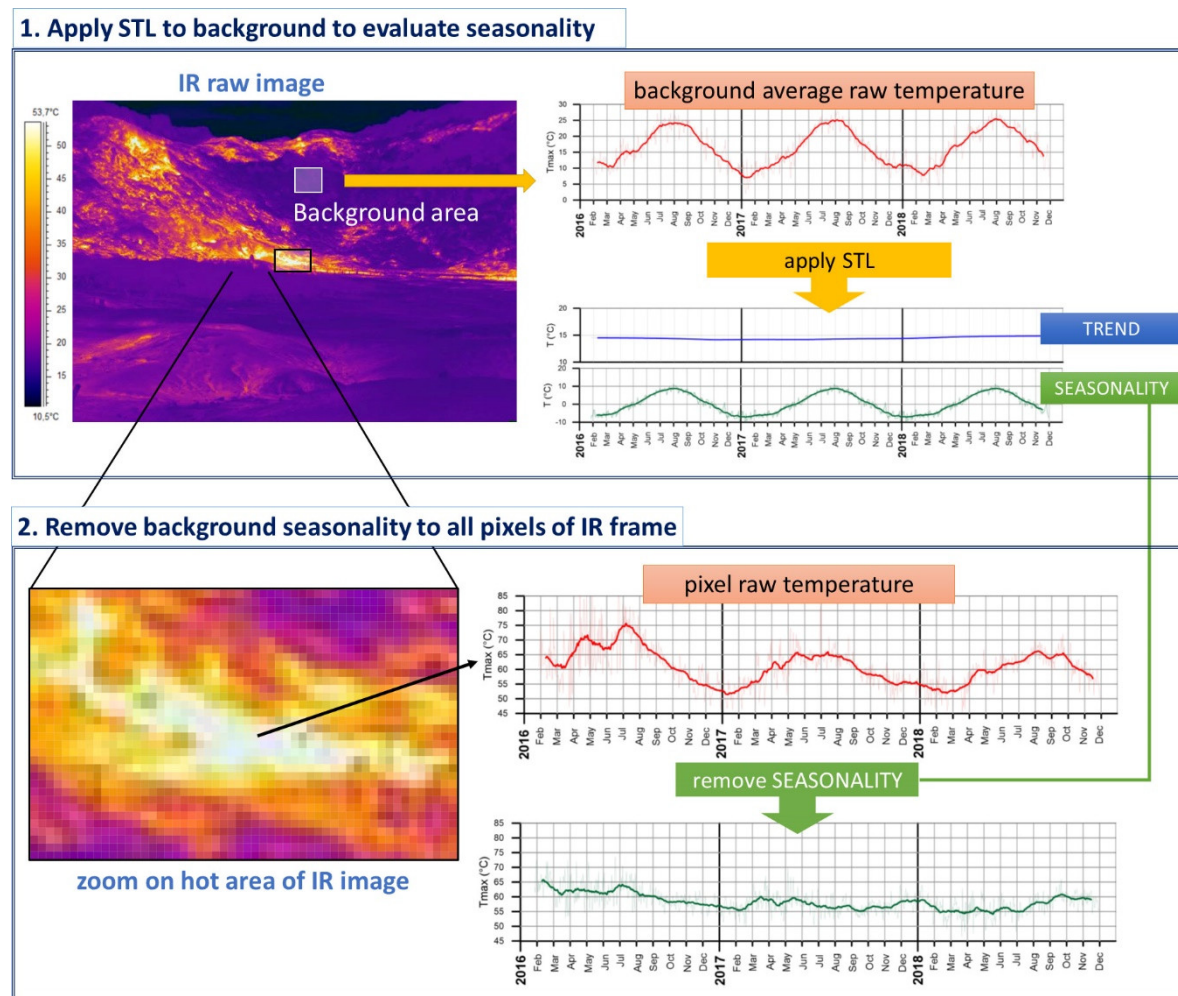 1. Apply STL to background to evaluate seasonality
IR raw image
53,7°C
50
40
30
20
15
10,5°C
Background area
background average raw temperature
Tmax (°C)
30
25
20
15
10
5
0
2016 Feb Mar Apr Jun Jul Aug Sep Oct Nov Dec 2017 Feb Mar Apr May Jun Jul Aug Sep Oct Nov Dec 2018 Feb Mar Apr May Jun Jul Aug Sep Oct Nov Dec
apply STL
T (°C)
20
15
10
TREND
T (°C)
20
10
0
-10
SEASONALITY
2016 Feb Mar Apr Jun Jul Aug Sep Oct Nov Dec 2017 Feb Mar Apr May Jun Jul Aug Sep Oct Nov Dec 2018 Feb Mar Apr May Jun Jul Aug Sep Oct Nov Dec
2. Remove background seasonality to all pixels of IR frame
zoom on hot area of IR image
pixel raw temperature
Tmax (°C)
85
80
75
70
65
60
55
50
45
2016 Feb Mar Apr May Jun Jul Aug Sep Oct Nov Dec 2017 Feb Mar Apr May Jun Jul Aug Sep Oct Nov Dec 2018 Feb Mar Apr May Jun Jul Aug Sep Oct Nov Dec
remove SEASONALITY
Tmax (°C)
85
80
75
70
65
60
55
50
45
2016 Feb Mar Apr May Jun Jul Aug Sep Oct Nov Dec 2017 Feb Mar Apr May Jun Jul Aug Sep Oct Nov Dec 2018 Feb Mar Apr May Jun Jul Aug Sep Oct Nov Dec